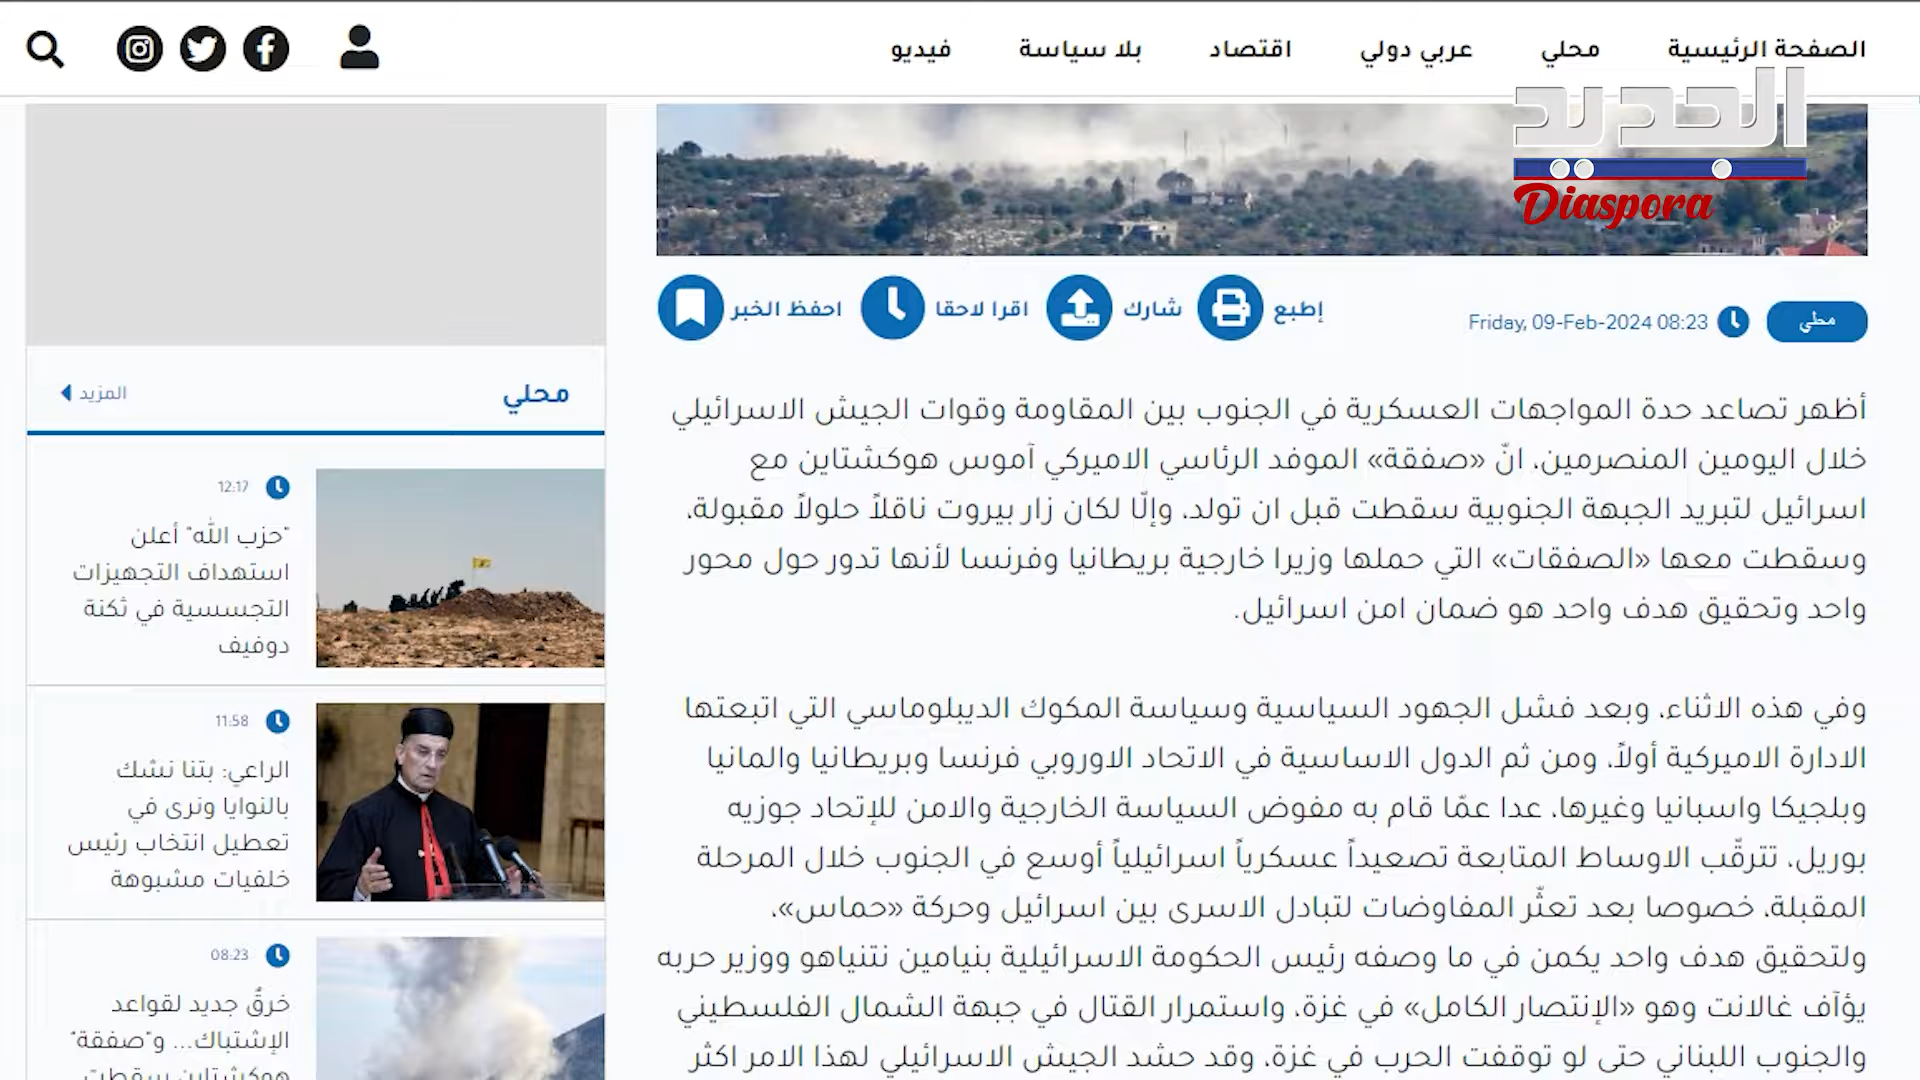 الصفحة الرئيسية
محلي
عربي دولي
اقتصاد
بلا سياسة
فيديو
الجديد
Diaspora
محلي
Friday, 09-Feb-2024 08:23
إطبع
شارك
اقرا لاحقا
احفظ الخبر
أظهر تصاعد حدة المواجهات العسكرية في الجنوب بين المقاومة وقوات الجيش الاسرائيلي
خلال اليومين المنصرمين، انّ «صفقة» الموفد الرئاسي الاميركي آموس هوكشتاين مع
اسرائيل لتبريد الجبهة الجنوبية سقطت قبل ان تولد، وإلّا لكان زار بيروت ناقلاً حلولاً مقبولة،
وسقطت معها «الصفقات» التي حملها وزيرا خارجية بريطانيا وفرنسا لأنها تدور حول محور
واحد وتحقيق هدف واحد هو ضمان امن اسرائيل.
وفي هذه الاثناء، وبعد فشل الجهود السياسية وسياسة المكوك الديبلوماسي التي اتبعتها
الادارة الاميركية أولاً، ومن ثم الدول الاساسية في الاتحاد الاوروبي فرنسا وبريطانيا والمانيا
وبلجيكا واسبانيا وغيرها، عدا عمّا قام به مفوض السياسة الخارجية والامن للإتحاد جوزيه
بوريل، تترقّب الاوساط المتابعة تصعيداً عسكرياً اسرائيلياً أوسع في الجنوب خلال المرحلة
المقبلة، خصوصا بعد تعثّر المفاوضات لتبادل الاسرى بين اسرائيل وحركة «حماس»،
ولتحقيق هدف واحد يكمن في ما وصفه رئيس الحكومة الاسرائيلية بنيامين نتنياهو ووزير حربه
يؤآف غالانت وهو «الإنتصار الكامل» في غزة، واستمرار القتال في جبهة الشمال الفلسطيني
والجنوب اللبناني حتى لو توقفت الحرب في غزة، وقد حشد الجيش الاسرائيلي لهذا الامر اكثر
محلي
المزيد
12:17
"حزب الله" أعلن
استهداف التجهيزات
التجسسية في ثكنة
دوفيف
11:58
الراعي: بتنا نشك
بالنوايا ونرى في
تعطيل انتخاب رئيس
خلفيات مشبوهة
08:23
خرقٌ جديد لقواعد
الإشتباك... و"صفقة"
هوكشتاين سقطت